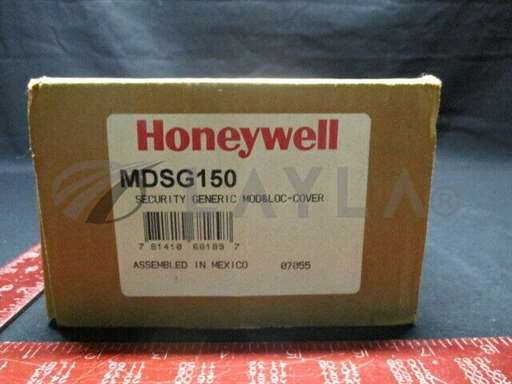 Honeywell
MDSG150
SECURITY GENERIC MOD&LOC-COVER
7 81410 60189 7
ASSEMBLED IN MEXICO 07055